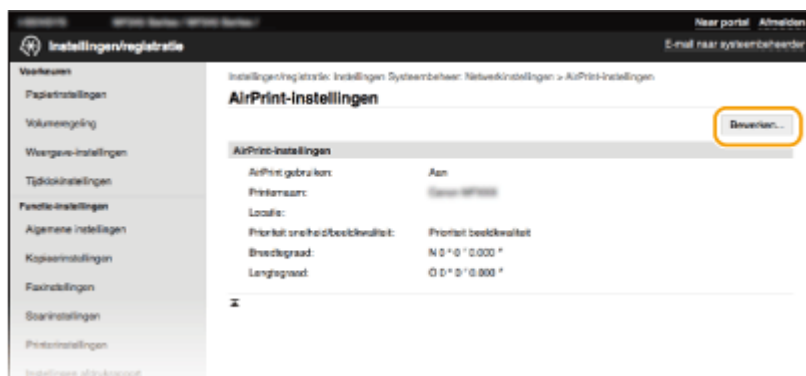 Naar portal Afmelden
Instellingen/registratie
E-mail naar systeembeheerder
Voorkeuren
Papierinstellingen
Volumeregeling
Weergave-instellingen
Tijdklokinstellingen
Functie-instellingen
Algemene instellingen
Kopieerinstellingen
Faxinstellingen
Scaninstellingen
Printerinstellingen
Instellingen/registratie: Instellingen Systeembeheer: Netwerkinstellingen > AirPrint-instellingen
AirPrint-instellingen
Bewerken...
AirPrint-instellingen
AirPrint gebruiken: Aan
Printernaam:
Locatie:
Prioriteit snelheid/beeldkwaliteit: Prioriteit beeldkwaliteit
Breedtegraad: N 0 ° 0 ' 0.000 "
Lengtegraad: O 0 ° 0 ' 0.000 "